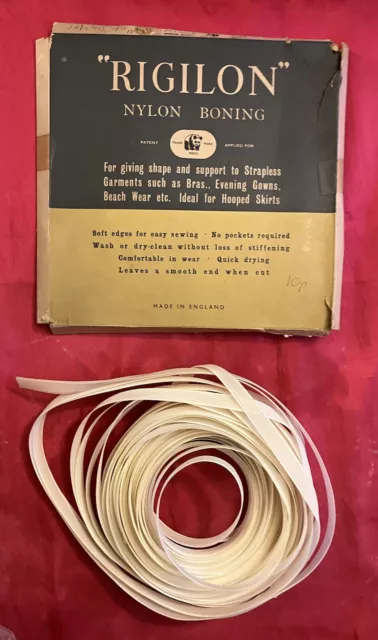 "RIGILON"
NYLON BONING
PATENT TRADE MARK APPLIED FOR
For giving shape and support to Strapless
Garments such as Bras., Evening Gowns,
Beach Wear etc. Ideal for Hooped Skirts
Soft edges for easy sewing · No pockets required
Wash or dry-clean without loss of stiffening
Comfortable in wear · Quick drying
Leaves a smooth end when cut
10p
MADE IN ENGLAND